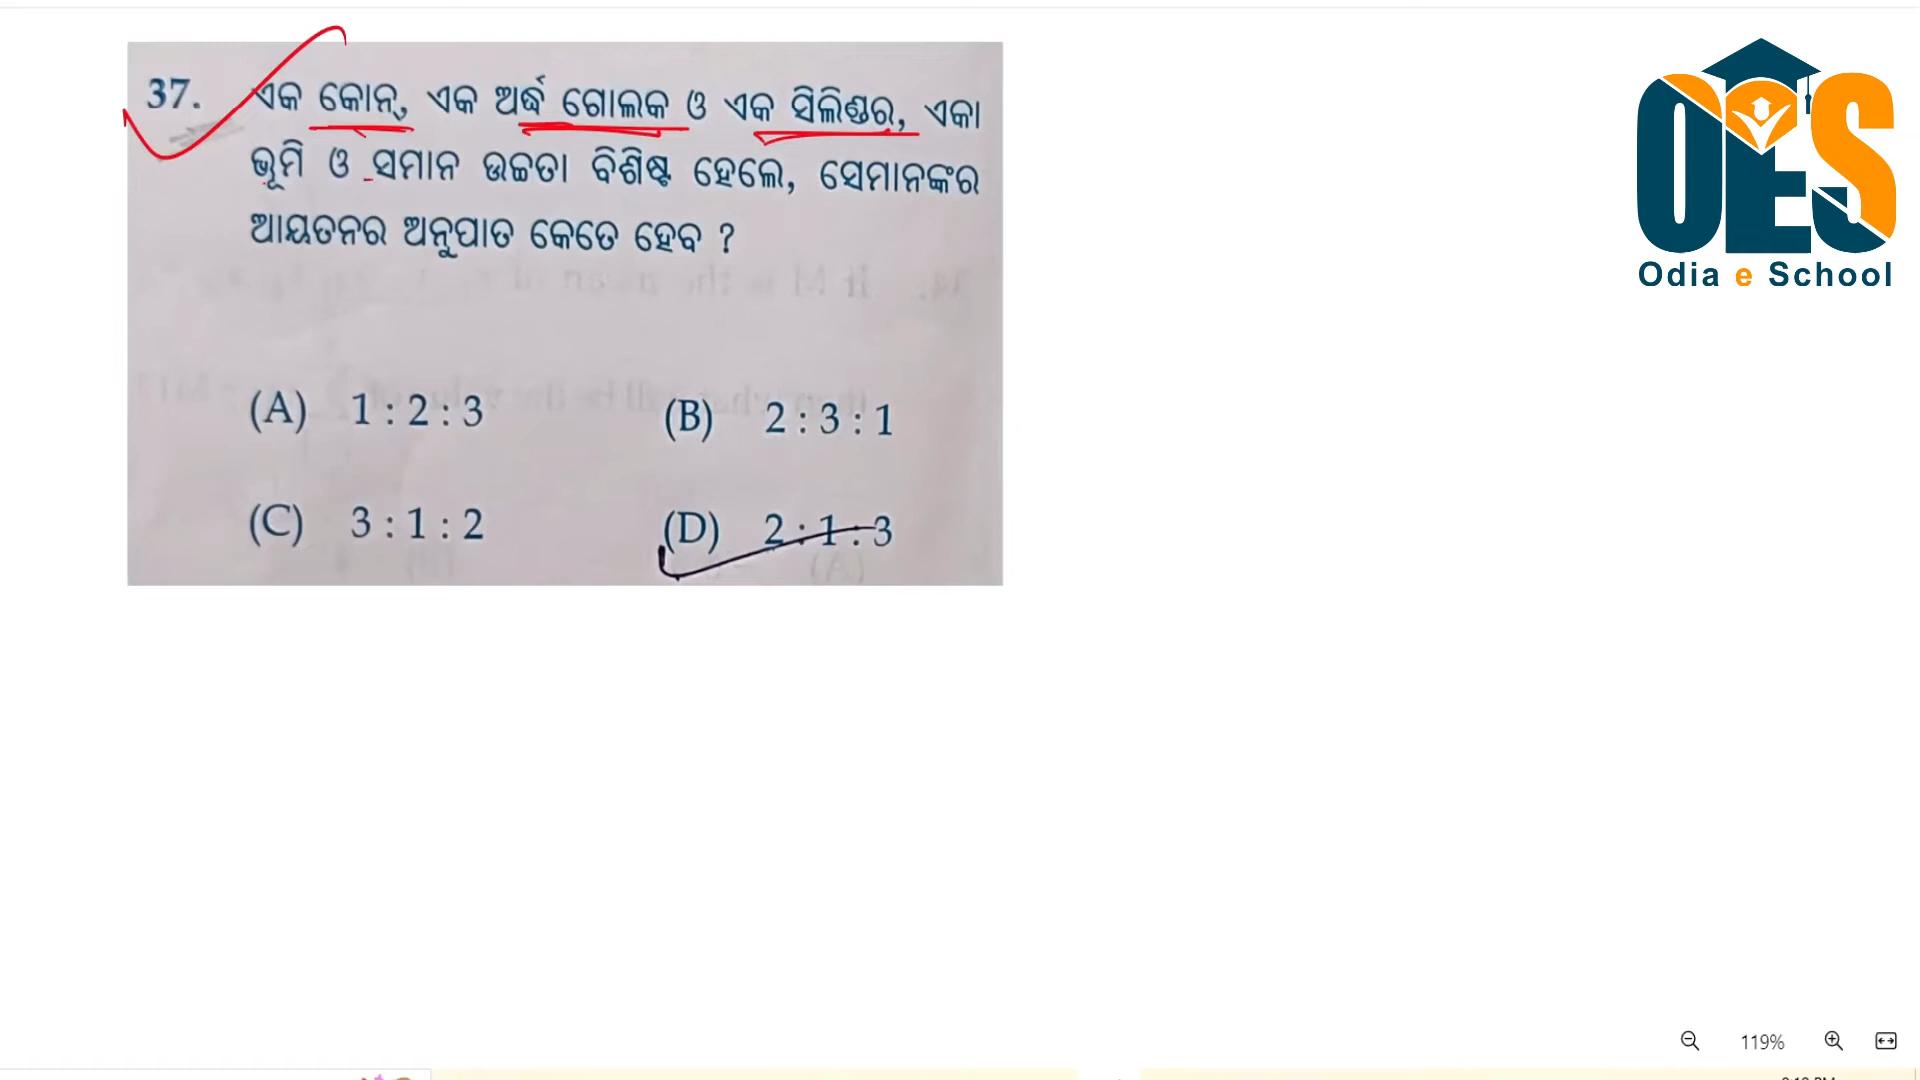 37. ଏକ କୋନ୍, ଏକ ଅର୍ଦ୍ଧ ଗୋଲକ ଓ ଏକ ସିଲିଣ୍ଡର, ଏକା
ଭୂମି ଓ ସମାନ ଉଚ୍ଚତା ବିଶିଷ୍ଟ ହେଲେ, ସେମାନଙ୍କର
ଆୟତନର ଅନୁପାତ କେତେ ହେବ ?
(A) 1 : 2 : 3 (B) 2 : 3 : 1
(C) 3 : 1 : 2 (D) 2 : 1 : 3
OES
Odia e School
119%